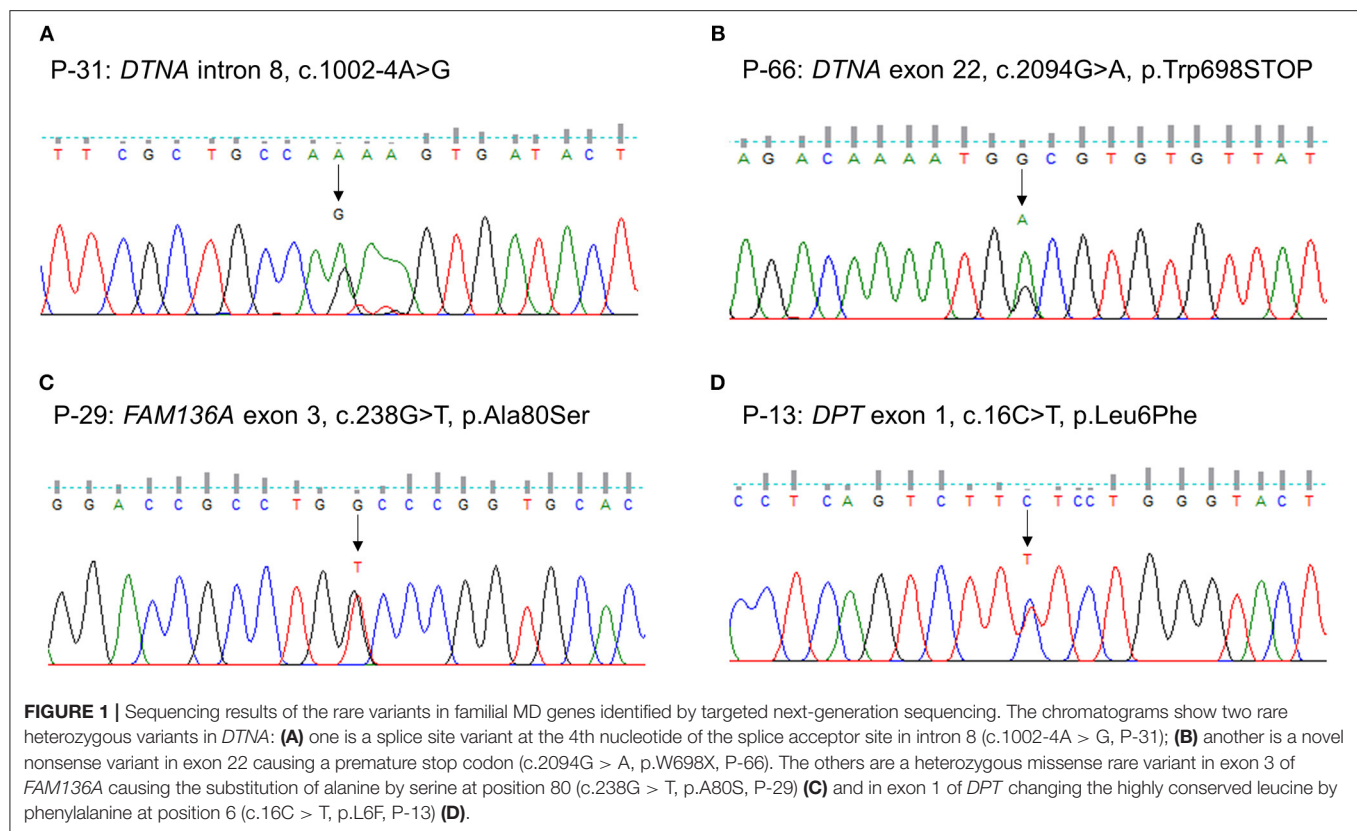 A
P-31: DTNA intron 8, c.1002-4A>G
T T C G C T G C C A A A A G T G A T A C T
G
B
P-66: DTNA exon 22, c.2094G>A, p.Trp698STOP
A G A C A A A A T G G C G T G T G T T A T
A
C
P-29: FAM136A exon 3, c.238G>T, p.Ala80Ser
G G A C C G C C T G G C C C G G T G C A C
T
D
P-13: DPT exon 1, c.16C>T, p.Leu6Phe
C C T C A G T C T T C T C C T G G G T A C T
T
FIGURE 1 | Sequencing results of the rare variants in familial MD genes identified by targeted next-generation sequencing. The chromatograms show two rare
heterozygous variants in DTNA: (A) one is a splice site variant at the 4th nucleotide of the splice acceptor site in intron 8 (c.1002-4A > G, P-31); (B) another is a novel
nonsense variant in exon 22 causing a premature stop codon (c.2094G > A, p.W698X, P-66). The others are a heterozygous missense rare variant in exon 3 of
FAM136A causing the substitution of alanine by serine at position 80 (c.238G > T, p.A80S, P-29) (C) and in exon 1 of DPT changing the highly conserved leucine by
phenylalanine at position 6 (c.16C > T, p.L6F, P-13) (D).